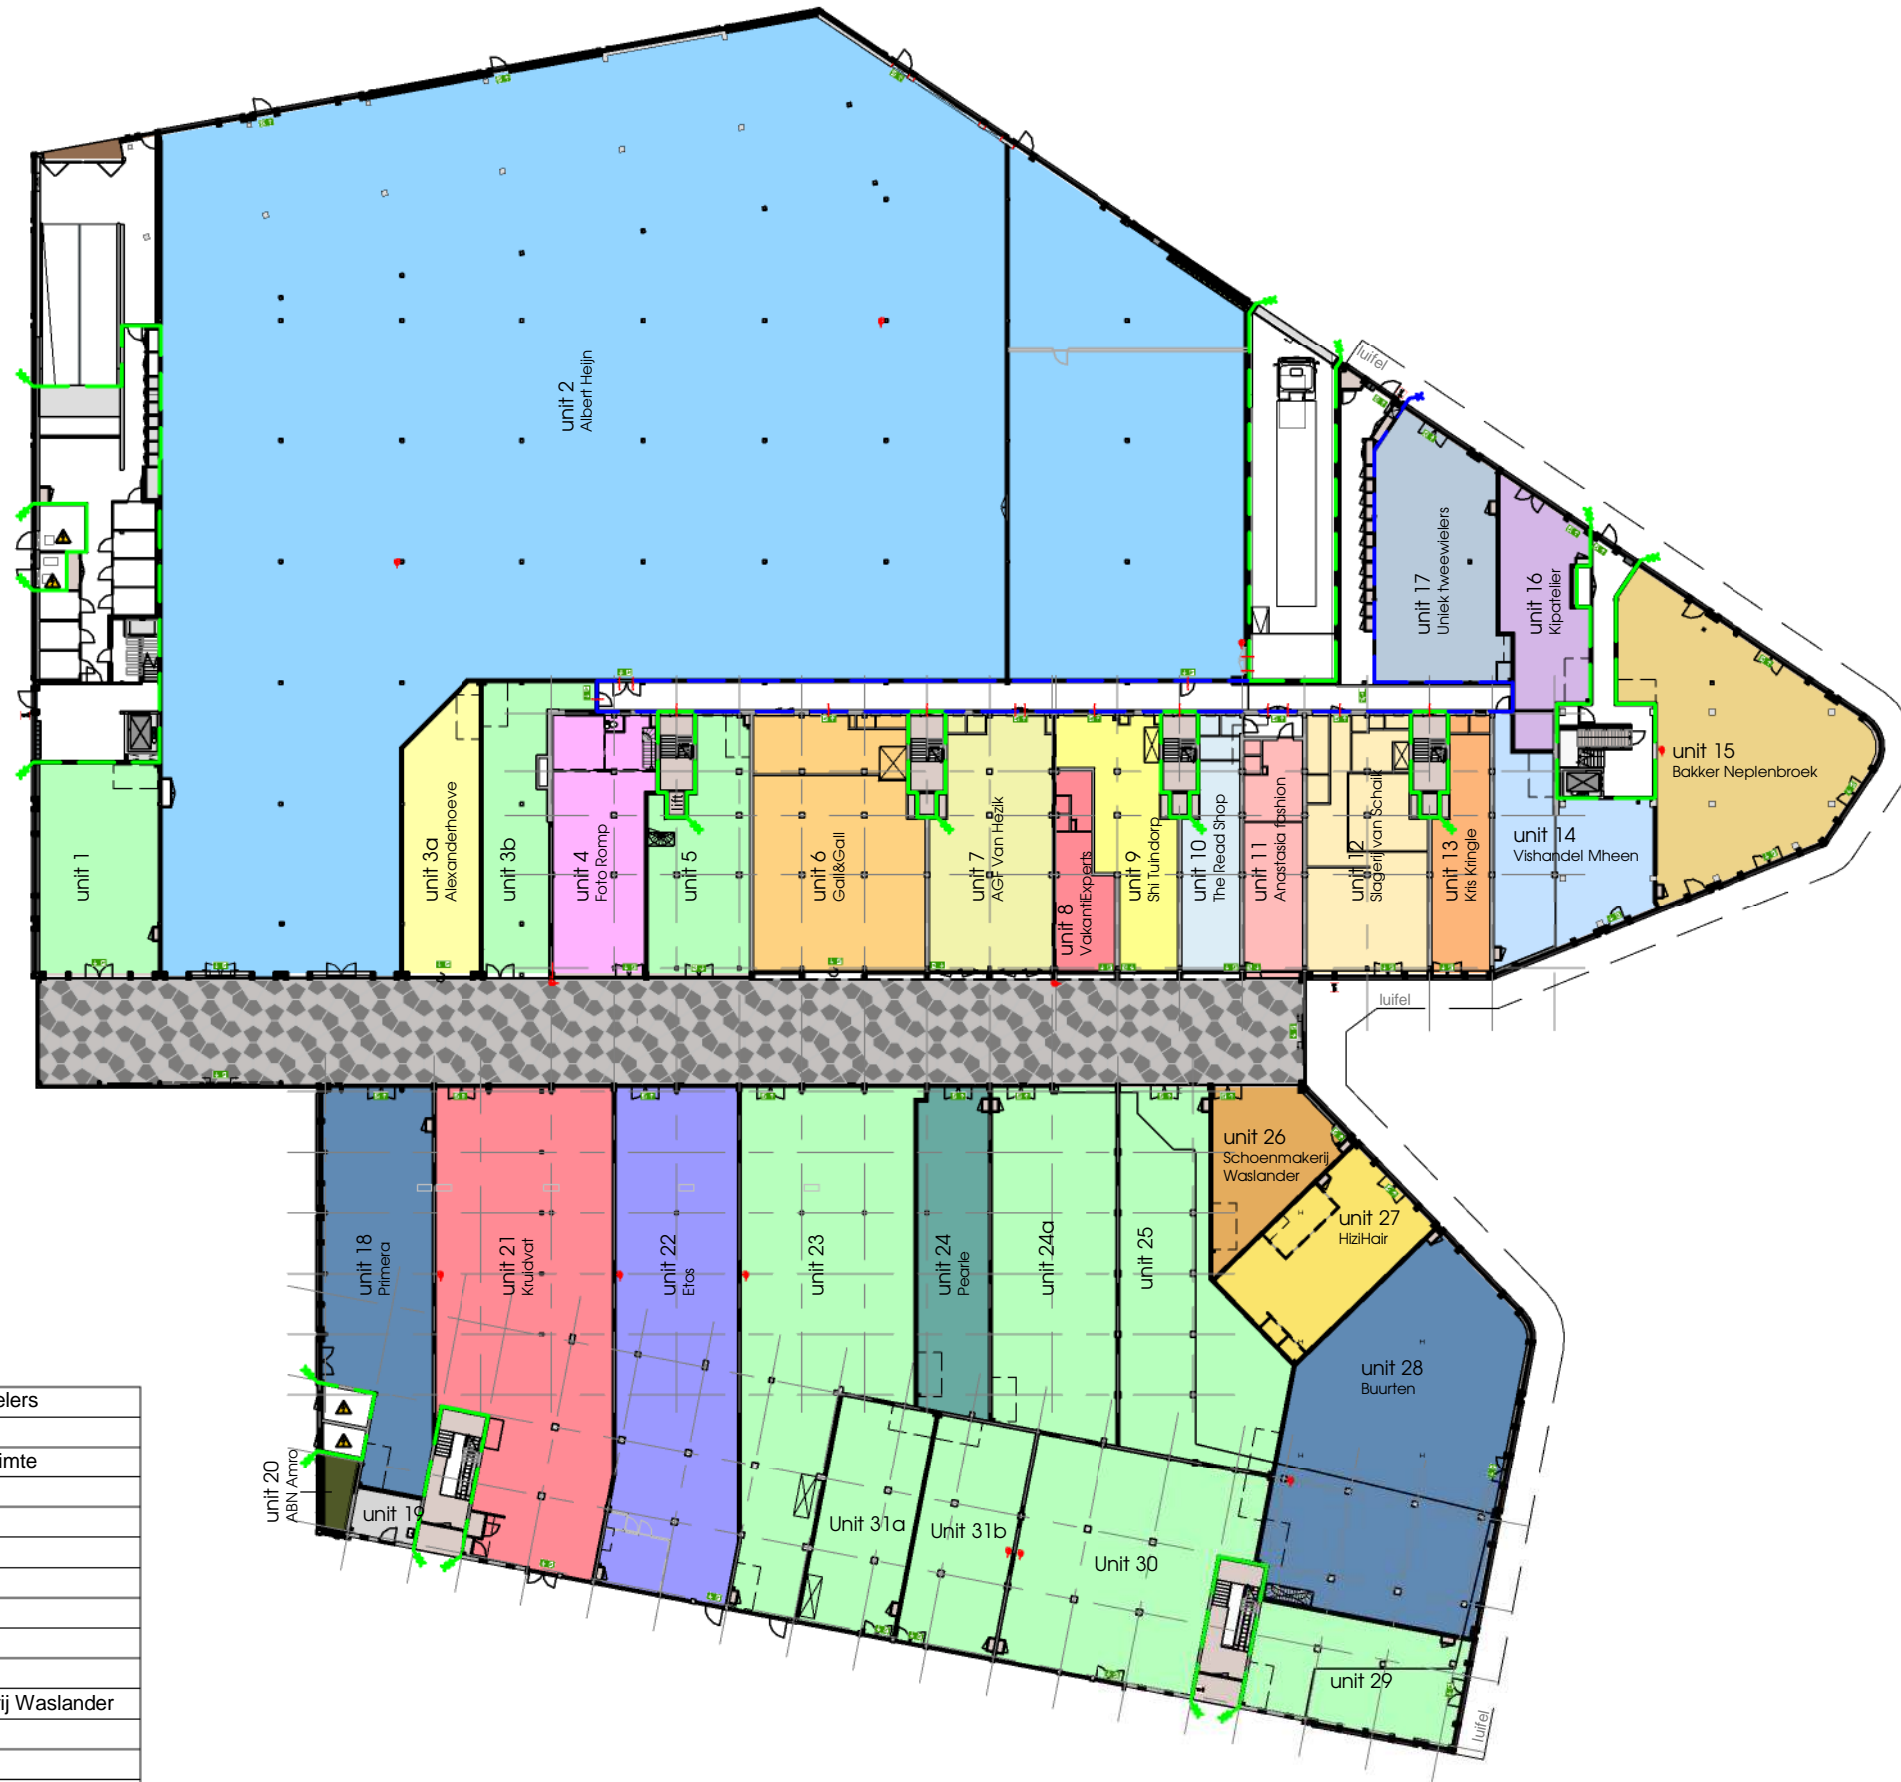 luifel
unit 2
Albert Heijn
unit 17
Uniek tweewielers
unit 16
Kipatelier
unit 15
Bakker Neplenbroek
unit 1
unit 3a
Alexanderhoeve
unit 3b
unit 4
Foto Romp
lift
unit 5
unit 6
Gall&Gall
unit 7
AGF Van Hezik
unit 8
VakantiExperts
unit 9
Shi Tuindorp
unit 10
The Read Shop
unit 11
Anastasia fashion
unit 12
Slagerij van Schaik
unit 13
Kris Kringle
unit 14
Vishandel Mheen
luifel
unit 18
Primera
unit 21
Kruidvat
unit 22
Etos
unit 23
unit 24
Pearle
unit 24a
unit 25
unit 26
Schoenmakerij
Waslander
unit 27
HiziHair
unit 28
Buurten
unit 20
ABN Amro
unit 19
Unit 31a
Unit 31b
Unit 30
unit 29
luifel
elers
imte
ij Waslander